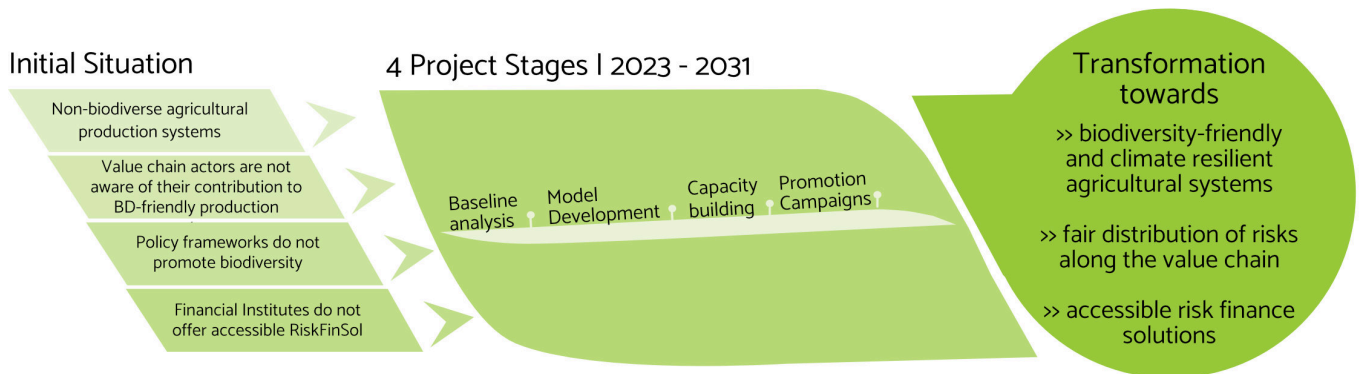 Initial Situation
Non-biodiverse agricultural
production systems
Value chain actors are not
aware of their contribution to
BD-friendly production
Policy frameworks do not
promote biodiversity
Financial Institutes do not
offer accessible RiskFinSol
4 Project Stages | 2023 - 2031
Baseline
analysis
Model
Development
Capacity
building
Promotion
Campaigns
Transformation
towards
>> biodiversity-friendly
and climate resilient
agricultural systems
>> fair distribution of risks
along the value chain
>> accessible risk finance
solutions